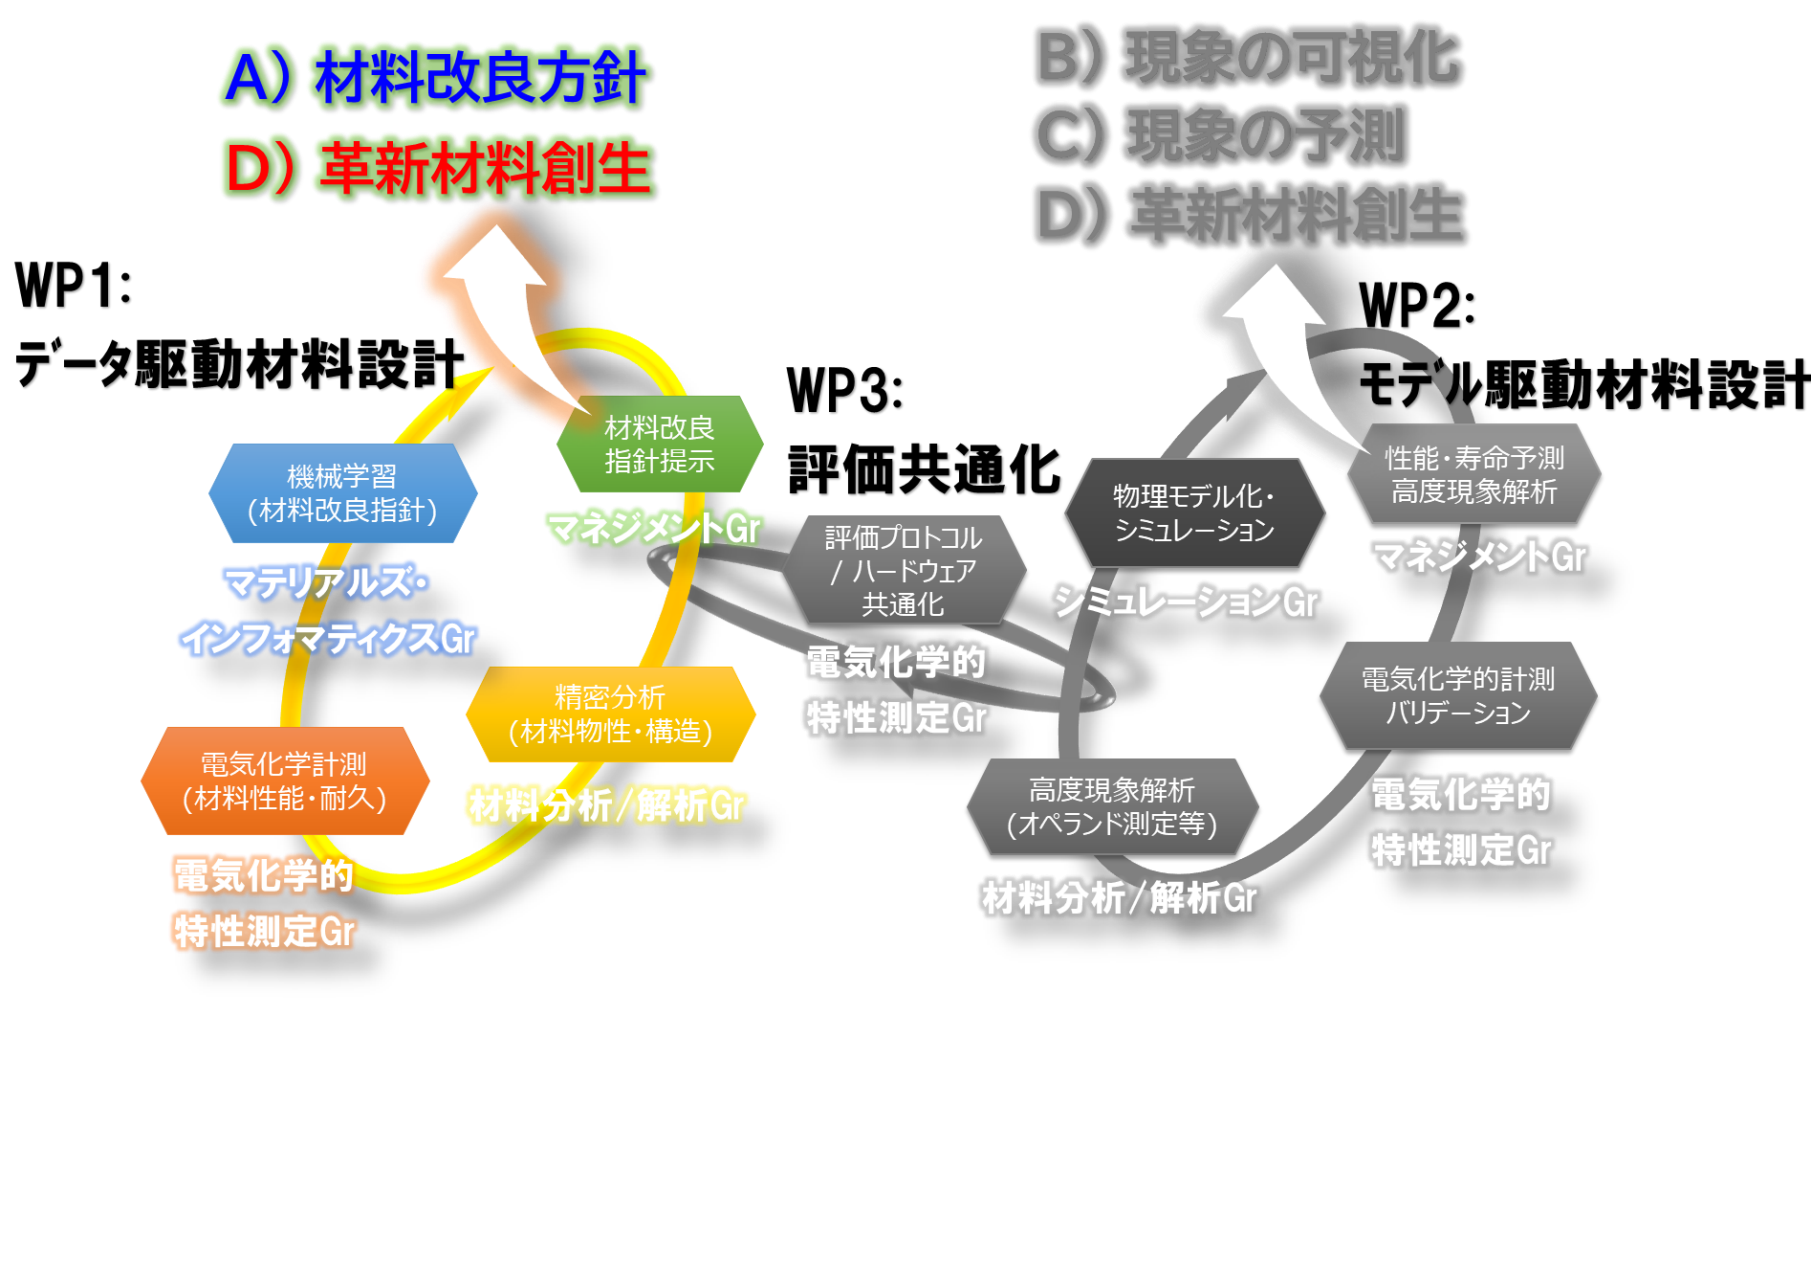 A) 材料改良方針
D) 革新材料創生
B) 現象の可視化
C) 現象の予測
D) 革新材料創生
WP1:
データ駆動材料設計
材料改良
指針提示
マネジメントGr
機械学習
(材料改良指針)
マテリアルズ・
インフォマティクスGr
精密分析
(材料物性・構造)
材料分析/解析Gr
電気化学計測
(材料性能・耐久)
電気化学的
特性測定Gr
WP3:
評価共通化
評価プロトコル
/ ハードウェア
共通化
電気化学的
特性測定Gr
WP2:
モデル駆動材料設計
性能・寿命予測
高度現象解析
マネジメントGr
物理モデル化・
シミュレーション
シミュレーションGr
電気化学的計測
バリデーション
電気化学的
特性測定Gr
高度現象解析
(オペランド測定等)
材料分析/解析Gr